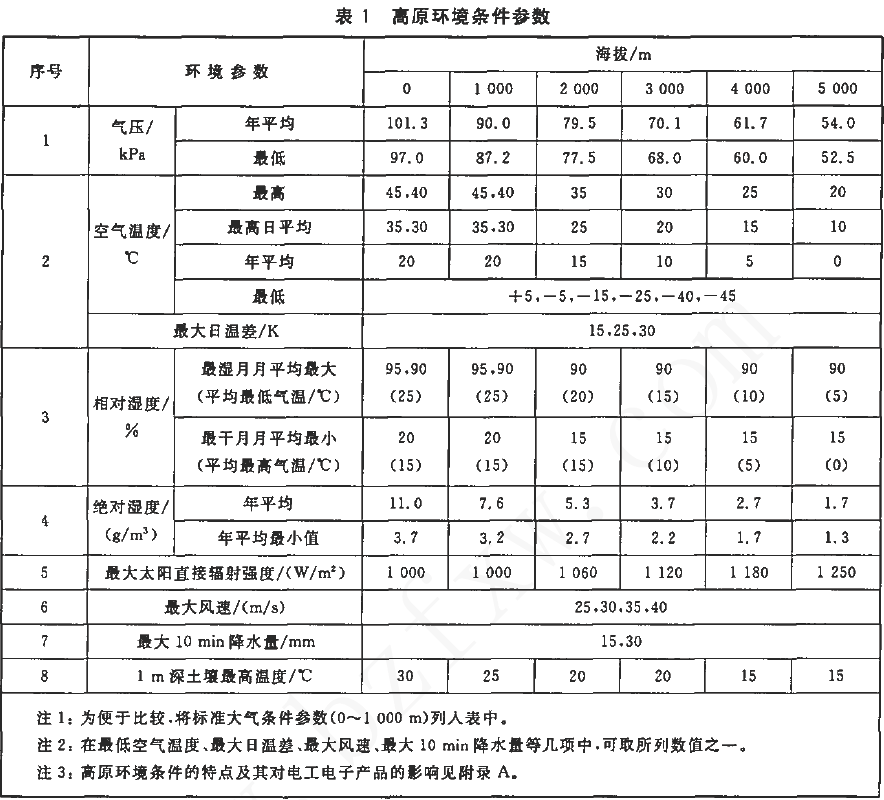 表 1 高原环境条件参数
序号 环境参数 海拔/m
0 1 000 2 000 3 000 4 000 5 000
1 气压/kPa 年平均 101.3 90.0 79.5 70.1 61.7 54.0
最低 97.0 87.2 77.5 68.0 60.0 52.5
2 空气温度/℃ 最高 45,40 45,40 35 30 25 20
最高日平均 35,30 35,30 25 20 15 10
年平均 20 20 15 10 5 0
最低 +5,-5,-15,-25,-40,-45
最大日温差/K 15,25,30
3 相对湿度/% 最湿月月平均最大 95,90 95,90 90 90 90 90
(平均最低气温/℃) (25) (25) (20) (15) (10) (5)
最干月月平均最小 20 20 15 15 15 15
(平均最高气温/℃) (15) (15) (15) (10) (5) (0)
4 绝对湿度/(g/m³) 年平均 11.0 7.6 5.3 3.7 2.7 1.7
年平均最小值 3.7 3.2 2.7 2.2 1.7 1.3
5 最大太阳直接辐射强度/(W/m²) 1 000 1 000 1 060 1 120 1 180 1 250
6 最大风速/(m/s) 25,30,35,40
7 最大 10 min 降水量/mm 15,30
8 1 m 深土壤最高温度/℃ 30 25 20 20 15 15
注 1：为便于比较,将标准大气条件参数(0～1 000 m)列入表中。
注 2：在最低空气温度、最大日温差、最大风速、最大 10 min 降水量等几项中,可取所列数值之一。
注 3：高原环境条件的特点及其对电工电子产品的影响见附录 A。